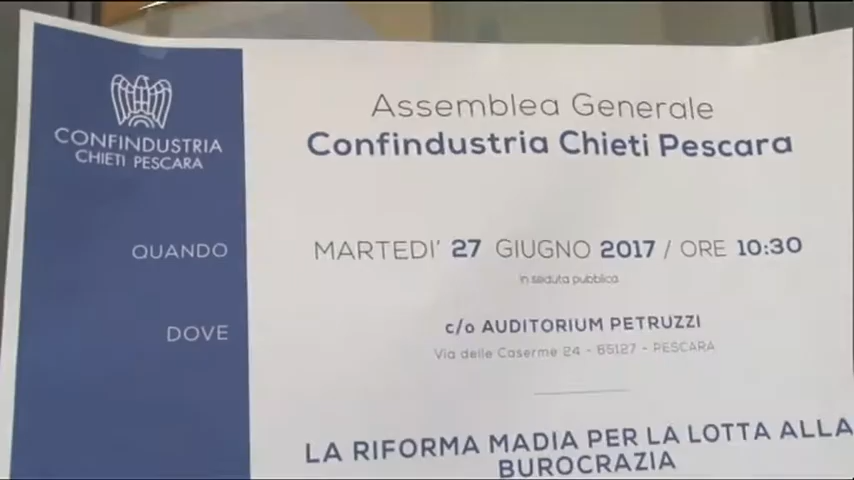 CONFINDUSTRIA
CHIETI PESCARA
Assemblea Generale
Confindustria Chieti Pescara
QUANDO
MARTEDI' 27 GIUGNO 2017 / ORE 10:30
in seduta pubblica
DOVE
c/o AUDITORIUM PETRUZZI
Via delle Caserme 24 - 65127 - PESCARA
LA RIFORMA MADIA PER LA LOTTA ALLA
BUROCRAZIA